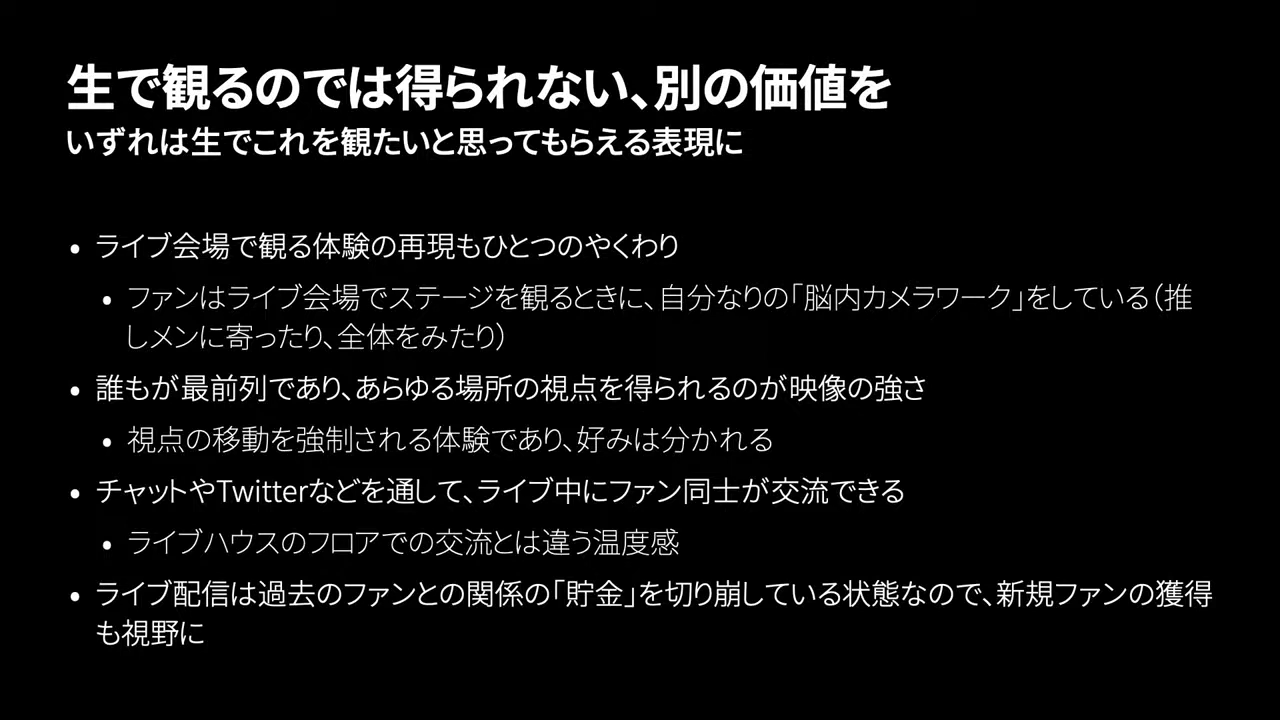 生で観るのでは得られない、別の価値を
いずれは生でこれを観たいと思ってもらえる表現に
• ライブ会場で観る体験の再現もひとつのやくわり
• ファンはライブ会場でステージを観るときに、自分なりの「脳内カメラワーク」をしている（推
しメンに寄ったり、全体をみたり）
• 誰もが最前列であり、あらゆる場所の視点を得られるのが映像の強さ
• 視点の移動を強制される体験であり、好みは分かれる
• チャットやTwitterなどを通して、ライブ中にファン同士が交流できる
• ライブハウスのフロアでの交流とは違う温度感
• ライブ配信は過去のファンとの関係の「貯金」を切り崩している状態なので、新規ファンの獲得
も視野に